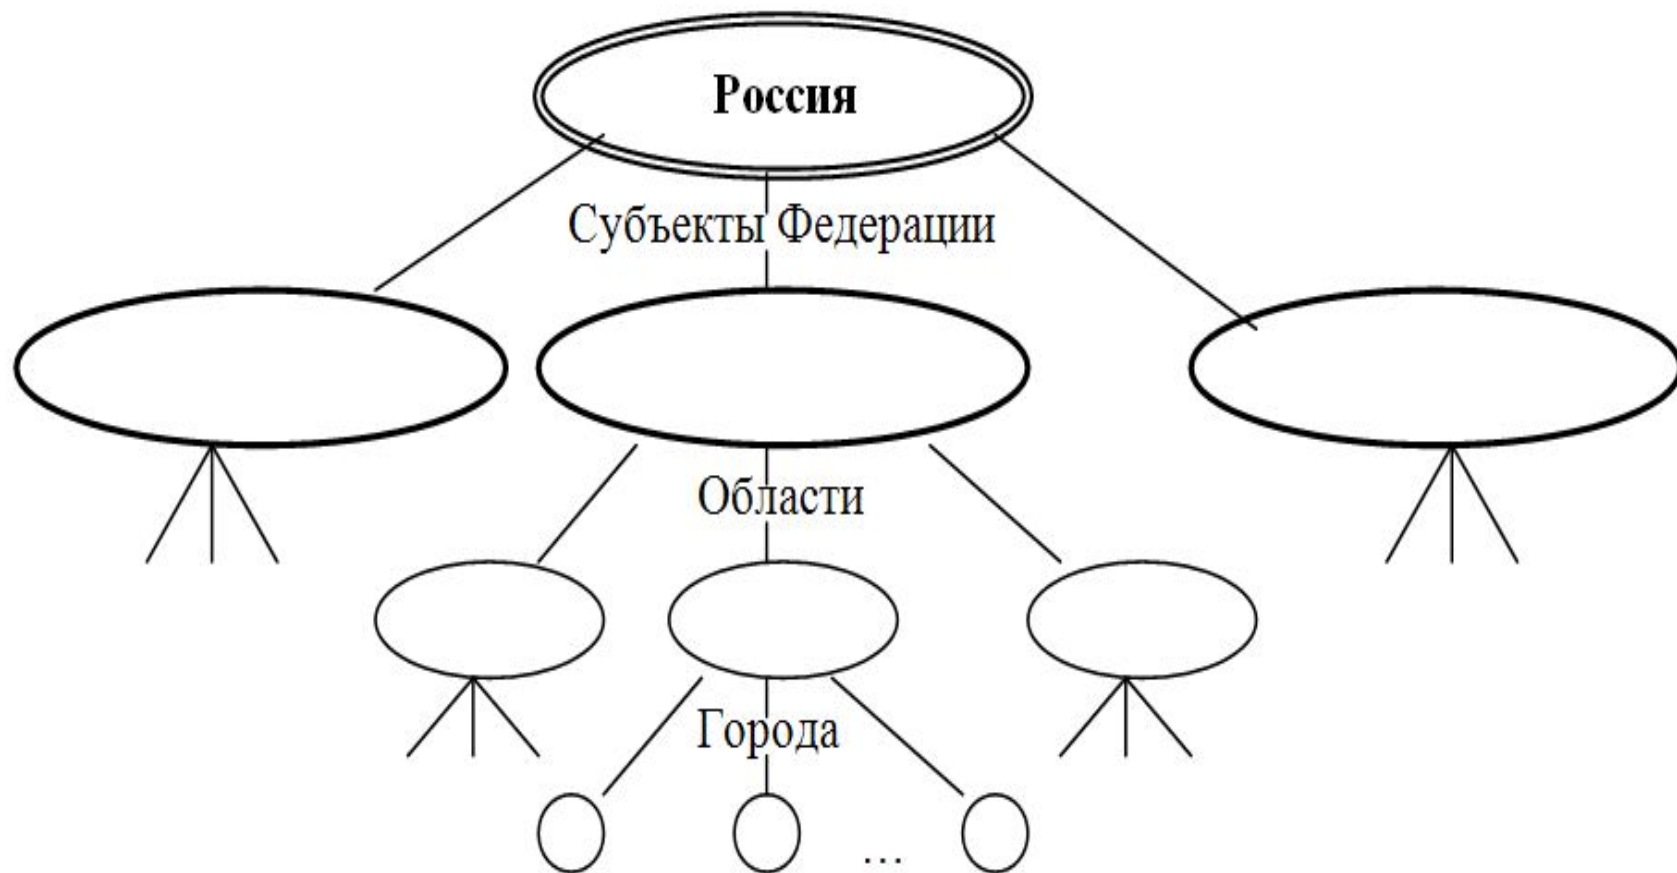 Россия
Субъекты Федерации
Области
Города
...